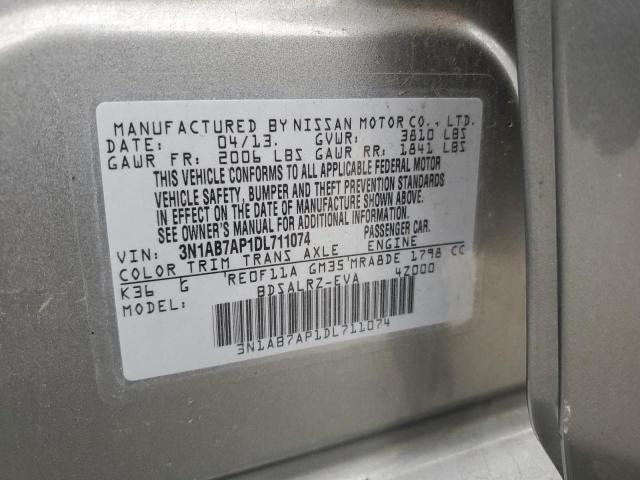 MANUFACTURED BY NISSAN MOTOR CO., LTD.
DATE: 04/13. GVWR: 3810 LBS
GAWR FR: 2006 LBS GAWR RR: 1841 LBS
THIS VEHICLE CONFORMS TO ALL APPLICABLE FEDERAL MOTOR
VEHICLE SAFETY, BUMPER AND THEFT PREVENTION STANDARDS
IN EFFECT ON THE DATE OF MANUFACTURE SHOWN ABOVE.
SEE OWNER'S MANUAL FOR ADDITIONAL INFORMATION.
VIN: 3N1AB7AP1DL711074 PASSENGER CAR.
COLOR TRIM TRANS AXLE ENGINE
K36 G 'RE0F11A GM35 'MRA8DE 1798 CC
BDSALRZ-EVA 4Z000
3N1AB7AP1DL711074